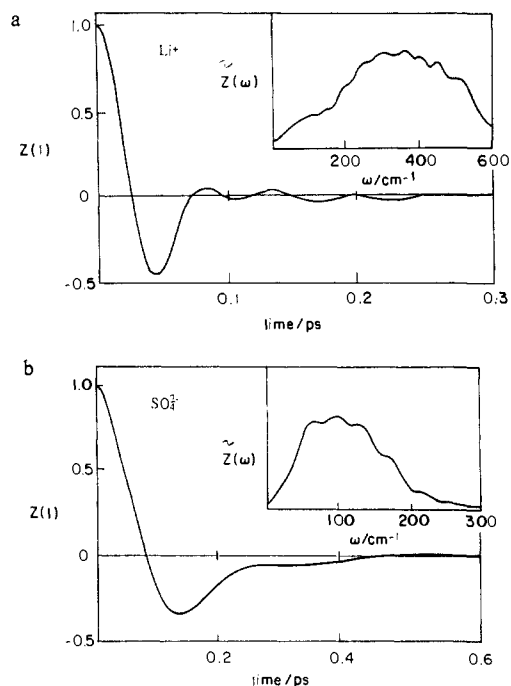 a
Li+
1.0
0.5
0
-0.5
Z(t)
Z̃(ω)
200 400 600
ω/cm-1
0.1 0.2 0.3
time/ps
b
SO₄²⁻
1.0
0.5
0
-0.5
Z(t)
Z̃(ω)
100 200 300
ω/cm-1
0.2 0.4 0.6
time/ps